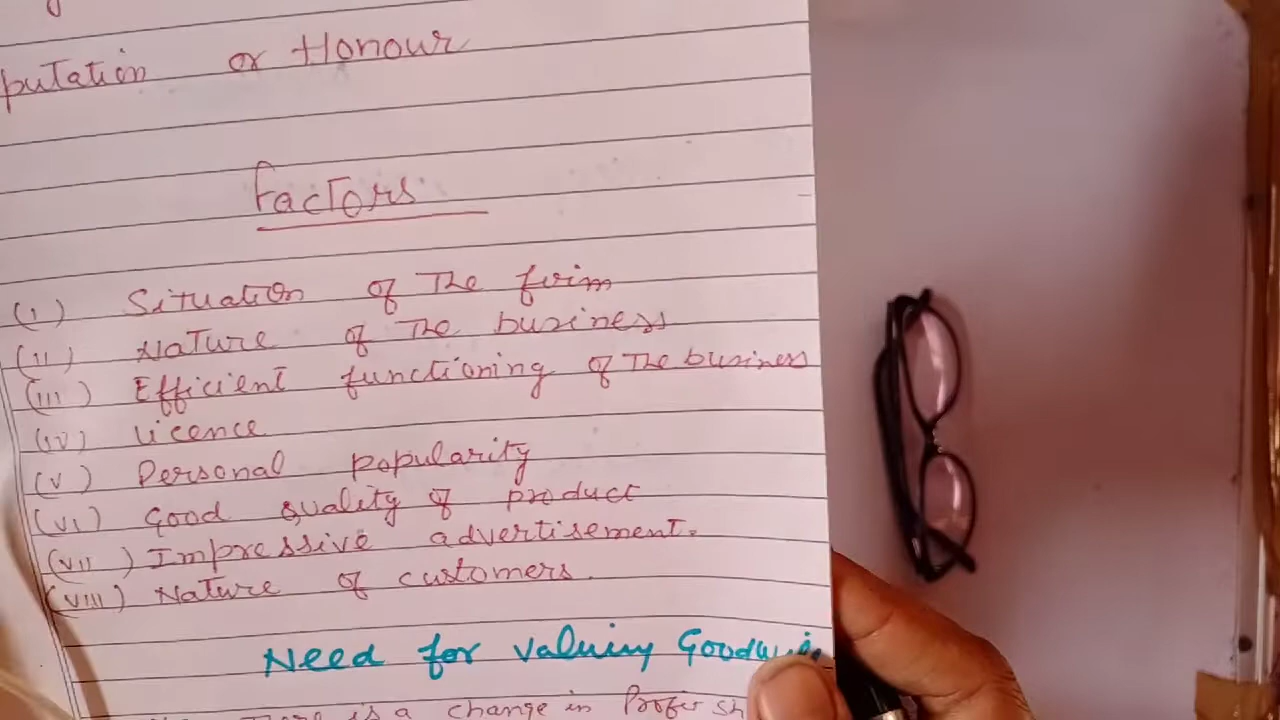 putation or Honour
Factors
(i) Situation of The firm
(ii) Nature of The business
(iii) Efficient functioning of The business
(iv) licence
(v) Personal popularity
(vi) Good quality of product
(vii) Impressive advertisement.
(viii) Nature of customers.
Need for valuing Goodwi
is a change in Profit sh